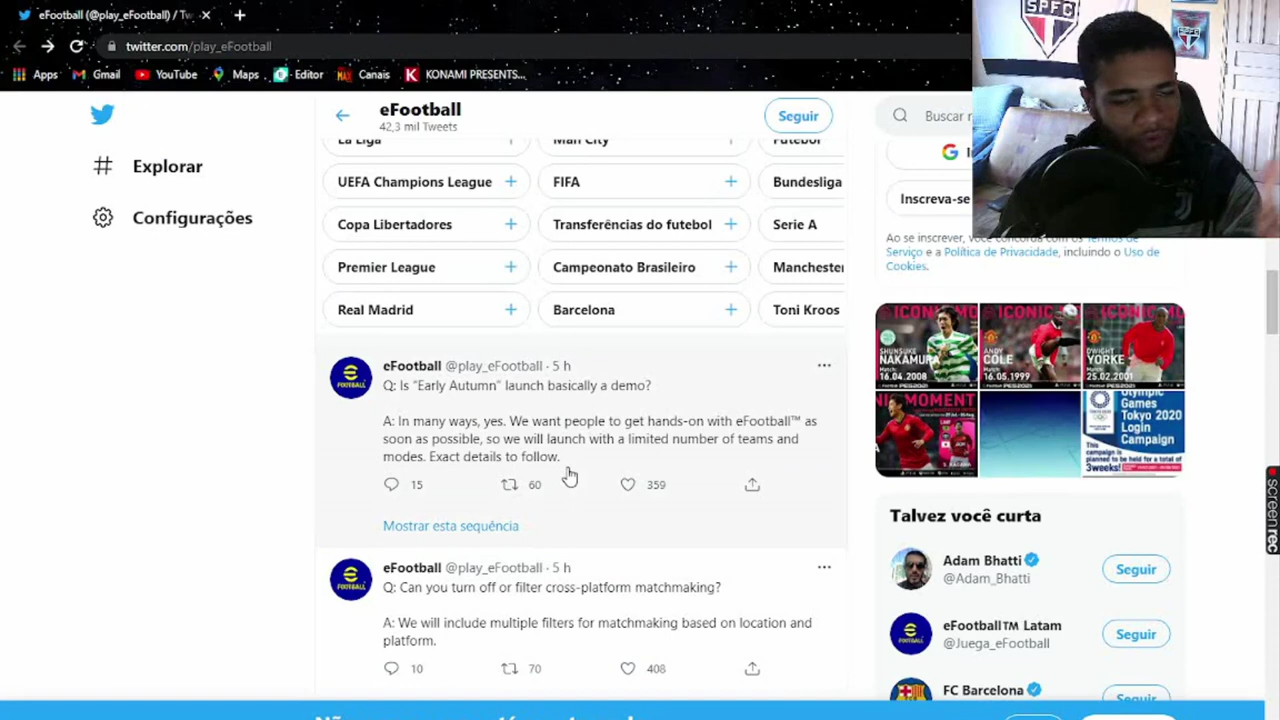 eFootball (@play_eFootball) / Tw
twitter.com/play_eFootball
Apps
Gmail
YouTube
Maps
Editor
Canais
KONAMI PRESENTS...
SPFC
eFootball
42,3 mil Tweets
Seguir
Buscar
Explorar
Configurações
La Liga
Man City
Futebol
UEFA Champions League
FIFA
Bundesliga
Copa Libertadores
Transferências do futebol
Serie A
Premier League
Campeonato Brasileiro
Manchester
Real Madrid
Barcelona
Toni Kroos
Inscreva-se
Ao se inscrever, você concorda com os Termos de
Serviço e a Política de Privacidade, incluindo o Uso de
Cookies.
eFootball @play_eFootball · 5 h
Q: Is "Early Autumn" launch basically a demo?
A: In many ways, yes. We want people to get hands-on with eFootball™ as
soon as possible, so we will launch with a limited number of teams and
modes. Exact details to follow.
15 60 359
Mostrar esta sequência
eFootball @play_eFootball · 5 h
Q: Can you turn off or filter cross-platform matchmaking?
A: We will include multiple filters for matchmaking based on location and
platform.
10 70 408
ICONIC MO
SHUNSUKE
NAKAMURA
Match:
16.04.2008
ICONIC MOM
ANDY
COLE
Match:
16.05.1999
ICONIC MO
DWIGHT
YORKE
Match:
25.02.2001
MOMENT
Olympic
Games
Tokyo 2020
Login
Campaign
This
campaign is
planned to be
held for a total of
3weeks!
Talvez você curta
Adam Bhatti
@Adam_Bhatti
Seguir
eFootball™ Latam
@Juega_eFootball
Seguir
FC Barcelona
Seguir
screenrec